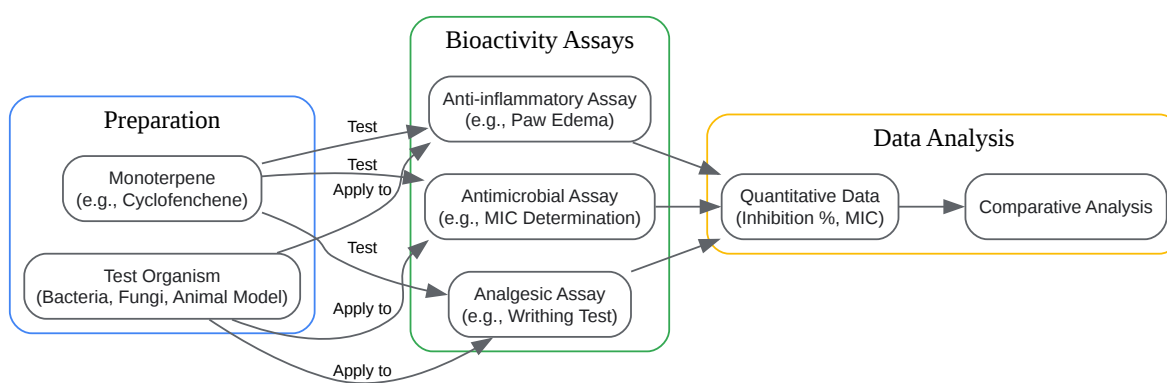 Preparation
Monoterpene
(e.g., Cyclofenchene)
Test Organism
(Bacteria, Fungi, Animal Model)
Test
Test
Apply to
Test
Apply to
Apply to
Bioactivity Assays
Anti-inflammatory Assay
(e.g., Paw Edema)
Antimicrobial Assay
(e.g., MIC Determination)
Analgesic Assay
(e.g., Writhing Test)
Data Analysis
Quantitative Data
(Inhibition %, MIC)
Comparative Analysis